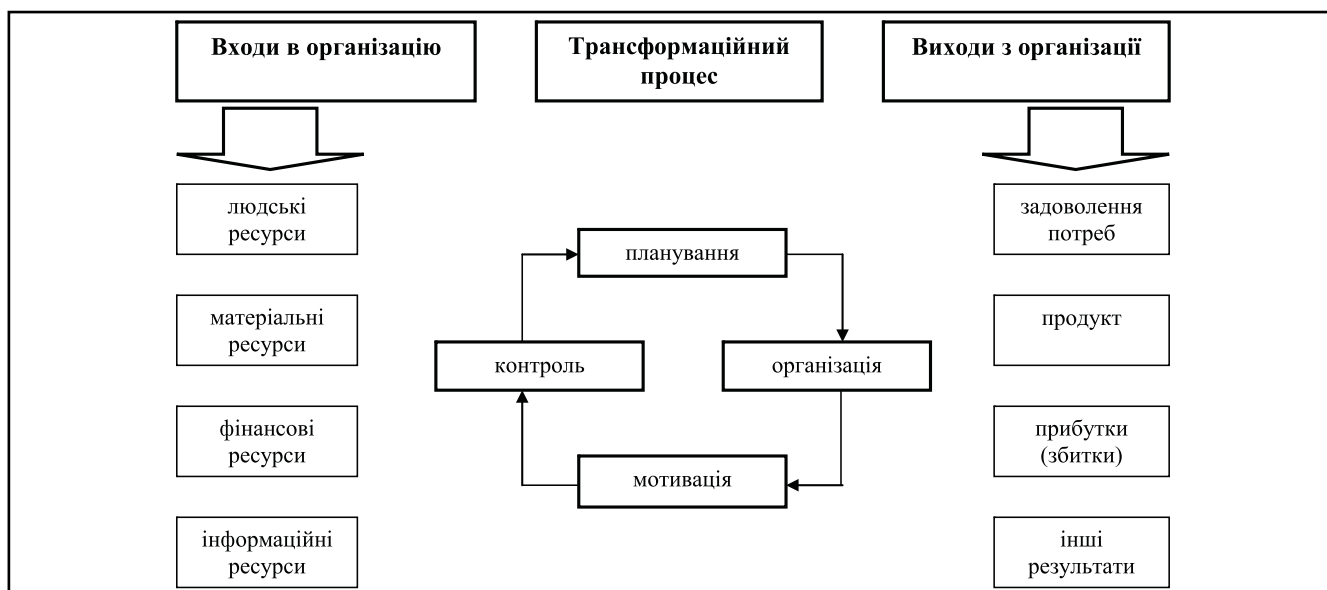 Входи в організацію
Трансформаційний
процес
Виходи з організації
людські
ресурси
матеріальні
ресурси
фінансові
ресурси
інформаційні
ресурси
планування
контроль
організація
мотивація
задоволення
потреб
продукт
прибутки
(збитки)
інші
результати